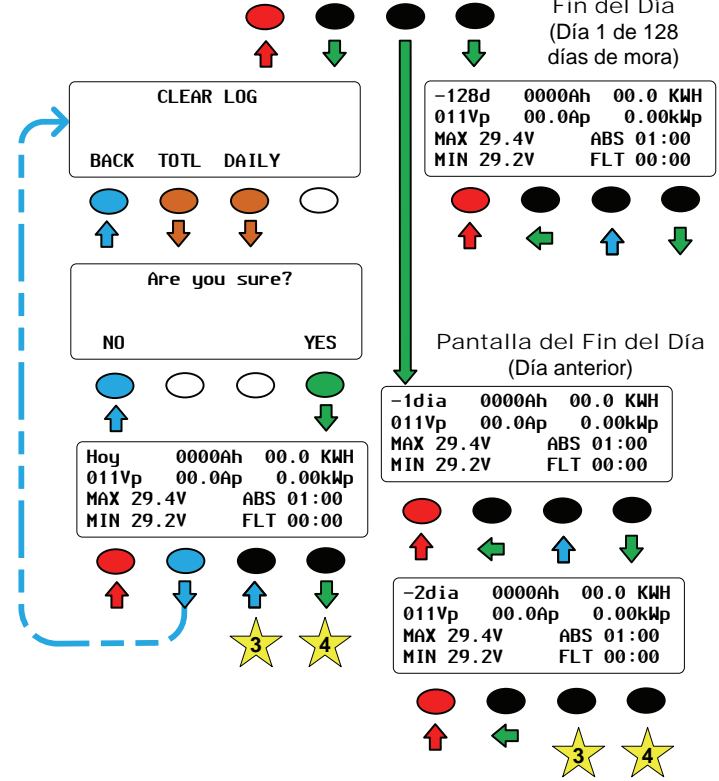 Fin del Día
(Día 1 de 128
días de mora)
CLEAR LOG
BACK TOTL DAILY
-128d 0000Ah 00.0 KWH
011Vp 00.0Ap 0.00kWp
MAX 29.4V ABS 01:00
MIN 29.2V FLT 00:00
Are you sure?
NO YES
Pantalla del Fin del Día
(Día anterior)
-1dia 0000Ah 00.0 KWH
011Vp 00.0Ap 0.00kWp
MAX 29.4V ABS 01:00
MIN 29.2V FLT 00:00
Hoy 0000Ah 00.0 KWH
011Vp 00.0Ap 0.00kWp
MAX 29.4V ABS 01:00
MIN 29.2V FLT 00:00
3 4
-2dia 0000Ah 00.0 KWH
011Vp 00.0Ap 0.00kWp
MAX 29.4V ABS 01:00
MIN 29.2V FLT 00:00
3 4